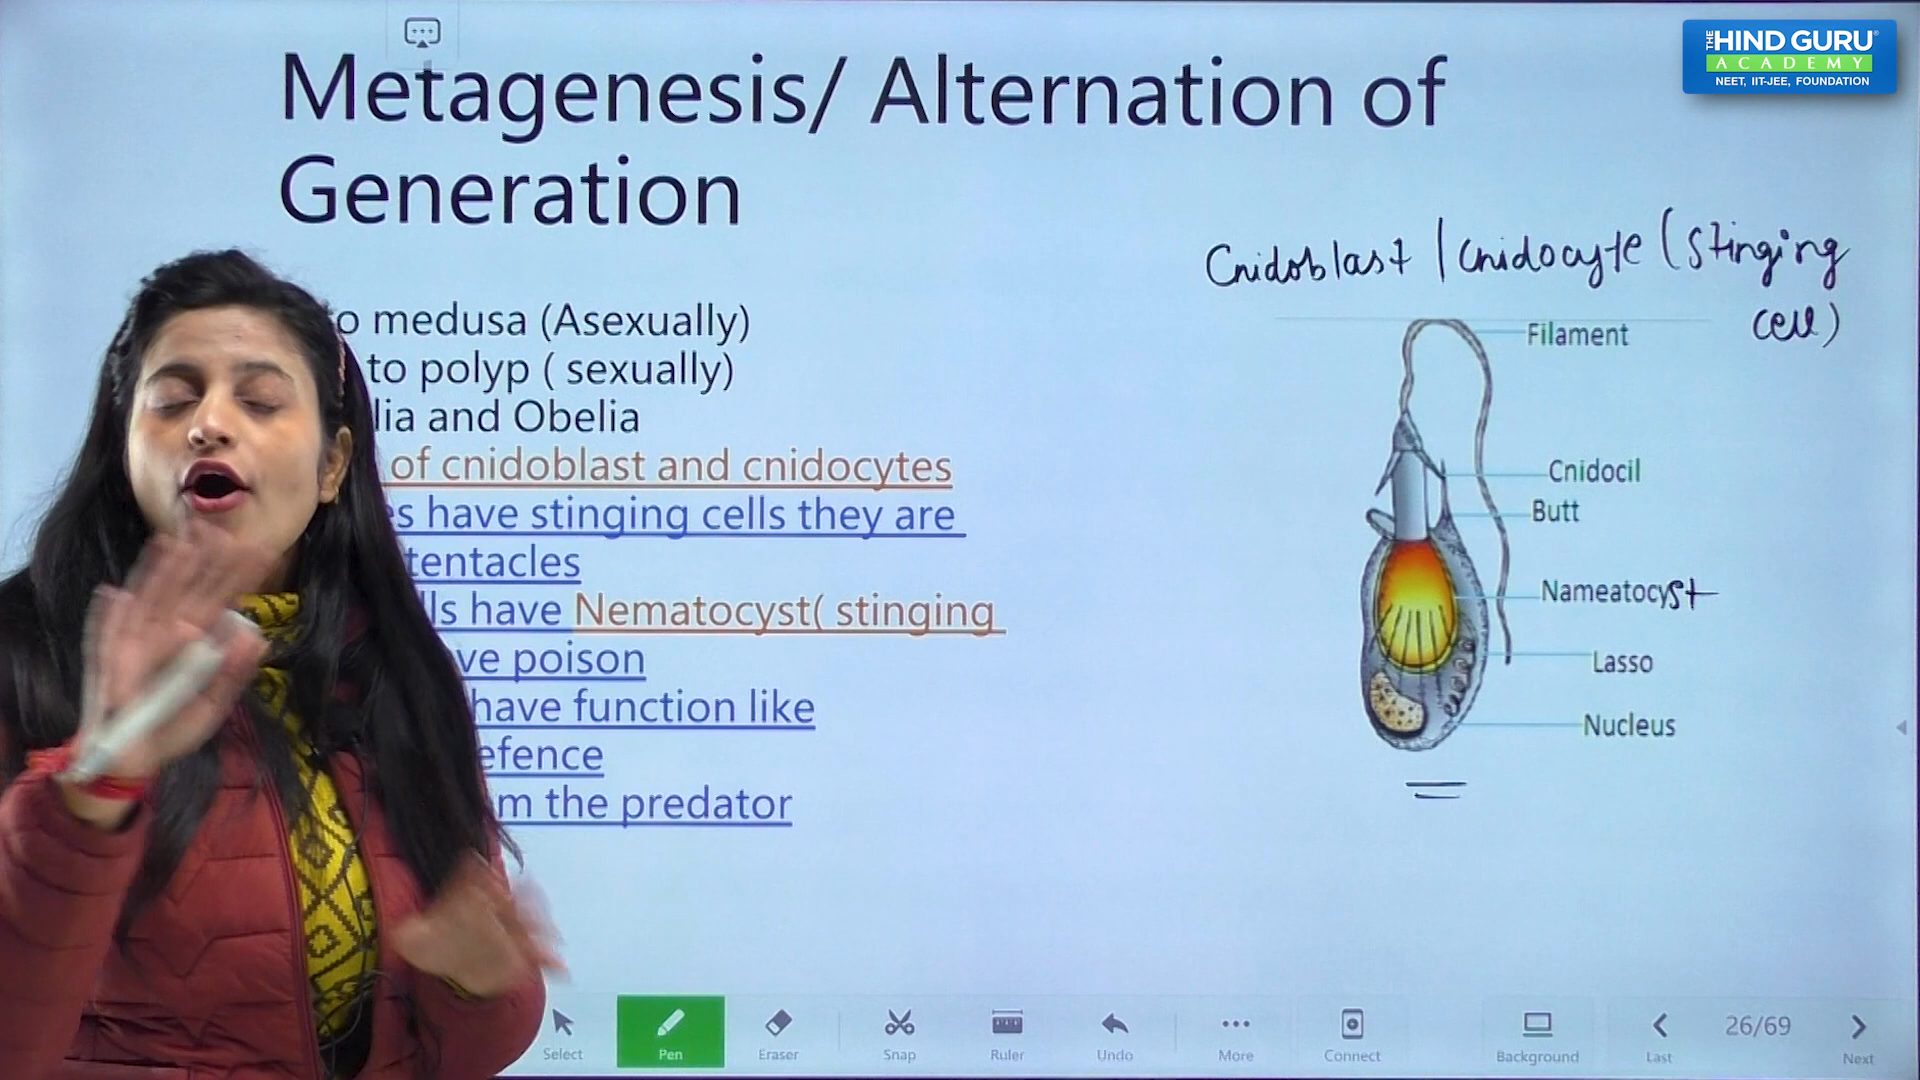 THE HIND GURU
ACADEMY
NEET, IIT-JEE, FOUNDATION
Metagenesis/ Alternation of
Generation
to medusa (Asexually)
to polyp ( sexually)
lia and Obelia
of cnidoblast and cnidocytes
es have stinging cells they are
tentacles
lls have Nematocyst( stinging
ve poison
have function like
efence
m the predator
Cnidoblast | Cnidocyte (Stinging
cell)
Filament
Cnidocil
Butt
Nameatocyst
Lasso
Nucleus
Select
Pen
Eraser
Snap
Ruler
Undo
More
Connect
Background
Last
26/69
Next